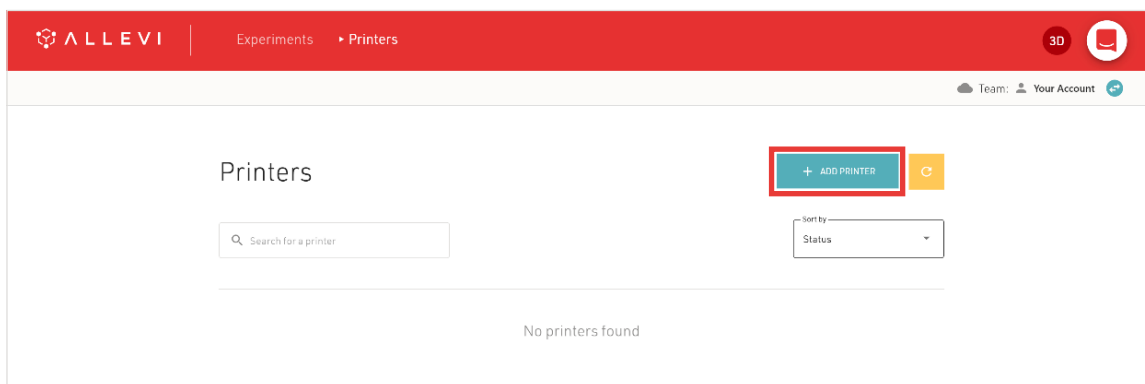 ALLEVI
Experiments ▸ Printers
3D
Team: Your Account
Printers
+ ADD PRINTER
Sort by
Search for a printer
Status
No printers found